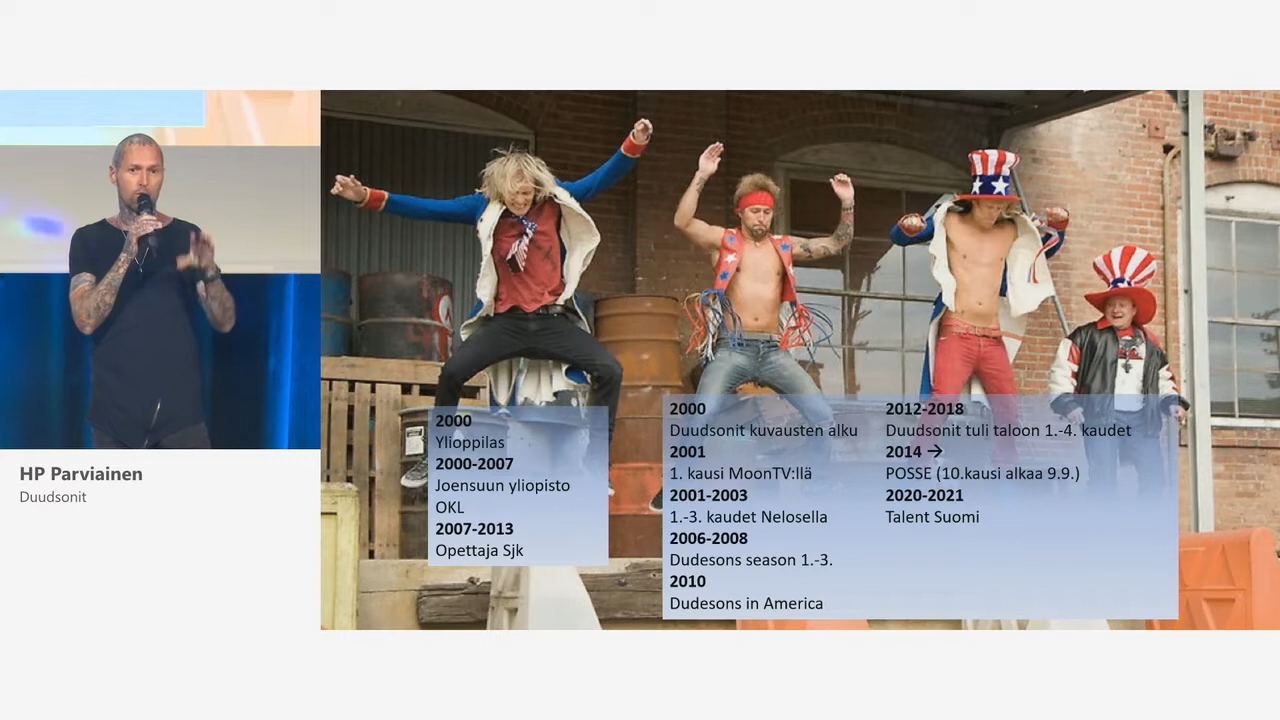 HP Parviainen
Duudsonit
2000
Ylioppilas
2000-2007
Joensuun yliopisto
OKL
2007-2013
Opettaja Sjk
2000
Duudsonit kuvausten alku
2001
1. kausi MoonTV:llä
2001-2003
1.-3. kaudet Nelosella
2006-2008
Dudesons season 1.-3.
2010
Dudesons in America
2012-2018
Duudsonit tuli taloon 1.-4. kaudet
2014 →
POSSE (10.kausi alkaa 9.9.)
2020-2021
Talent Suomi